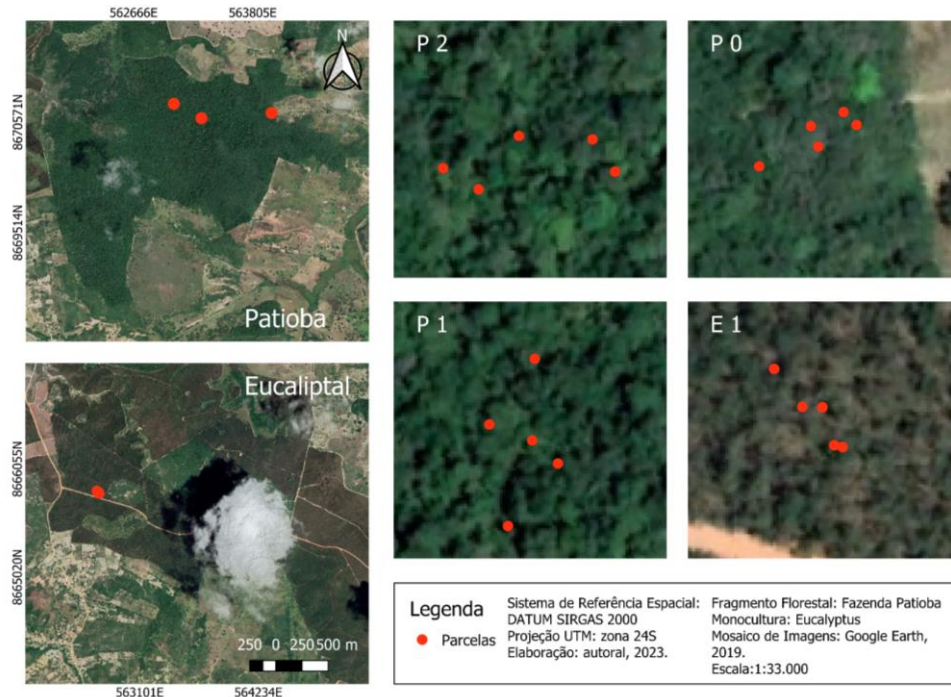 562666E 563805E
N
8670571N
8669514N
Patioba
P 2
P 0
Eucaliptal
8666055N
8665020N
250 0 250 500 m
563101E 564234E
P 1
E 1
Legenda
Parcelas
Sistema de Referência Espacial:
DATUM SIRGAS 2000
Projeção UTM: zona 24S
Elaboração: autoral, 2023.
Fragmento Florestal: Fazenda Patioba
Monocultura: Eucalyptus
Mosaico de Imagens: Google Earth,
2019.
Escala:1:33.000